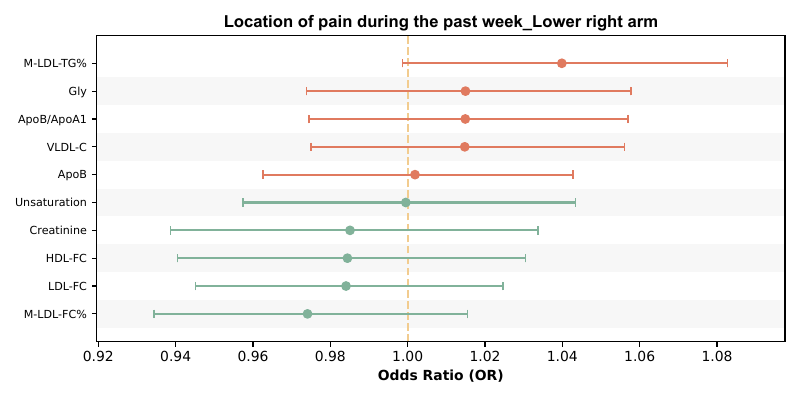 Location of pain during the past week_Lower right arm
M-LDL-TG%
Gly
ApoB/ApoA1
VLDL-C
ApoB
Unsaturation
Creatinine
HDL-FC
LDL-FC
M-LDL-FC%
0.92 0.94 0.96 0.98 1.00 1.02 1.04 1.06 1.08
Odds Ratio (OR)